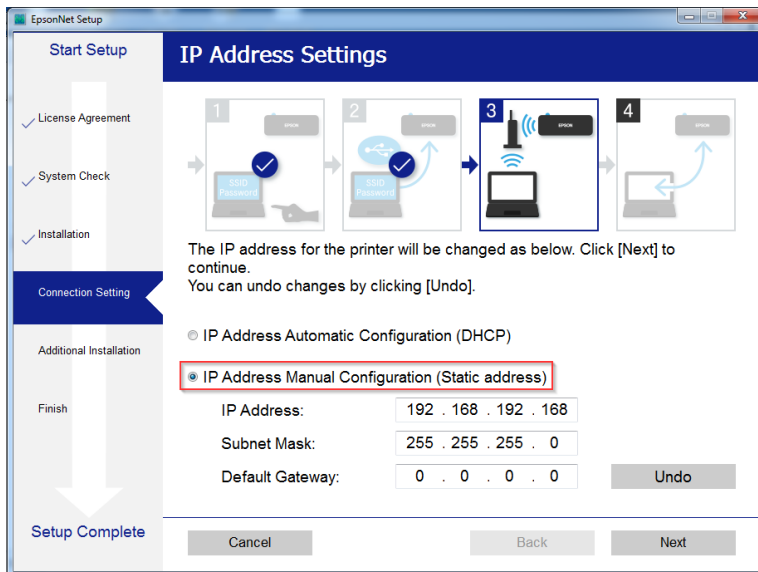 EpsonNet Setup
Start Setup
License Agreement
System Check
Installation
Connection Setting
Additional Installation
Finish
Setup Complete
IP Address Settings
1
EPSON
SSID
Password
2
EPSON
SSID
Password
3
EPSON
4
EPSON
The IP address for the printer will be changed as below. Click [Next] to
continue.
You can undo changes by clicking [Undo].
IP Address Automatic Configuration (DHCP)
IP Address Manual Configuration (Static address)
IP Address: 192 . 168 . 192 . 168
Subnet Mask: 255 . 255 . 255 . 0
Default Gateway: 0 . 0 . 0 . 0
Undo
Cancel Back Next